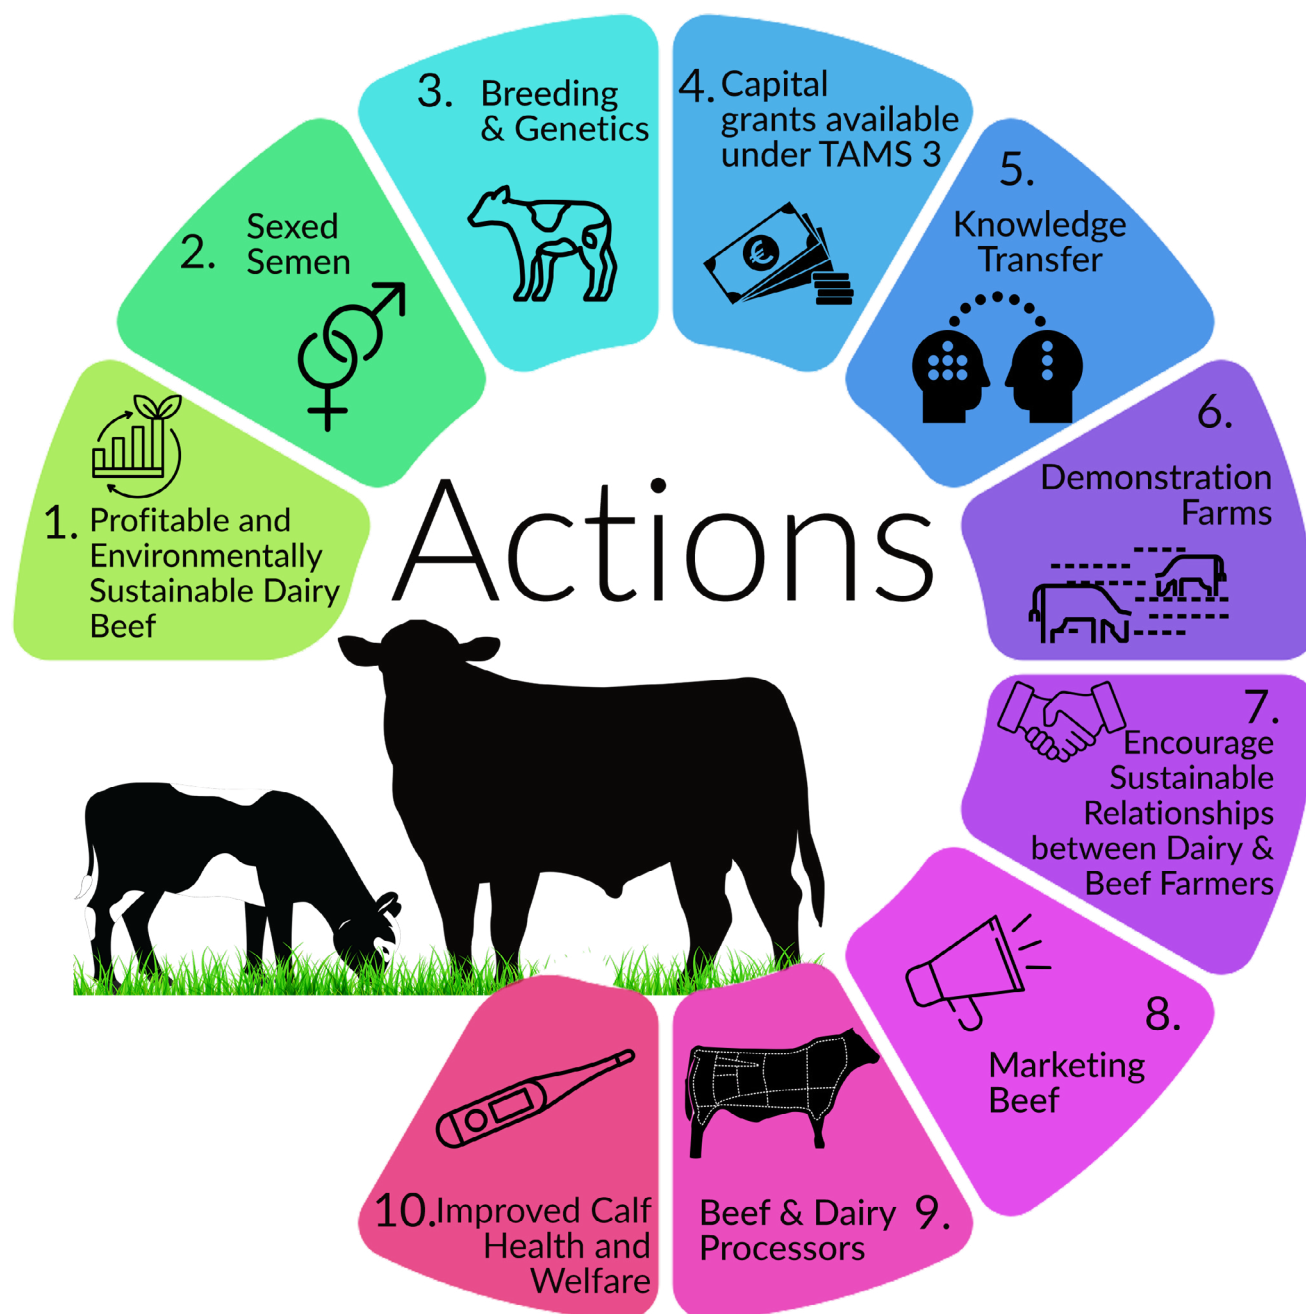 Actions
1. Profitable and
Environmentally
Sustainable Dairy
Beef
2. Sexed
Semen
3. Breeding
& Genetics
4. Capital
grants available
under TAMS 3
5.
Knowledge
Transfer
6.
Demonstration
Farms
7.
Encourage
Sustainable
Relationships
between Dairy &
Beef Farmers
8.
Marketing
Beef
Beef & Dairy 9.
Processors
10. Improved Calf
Health and
Welfare